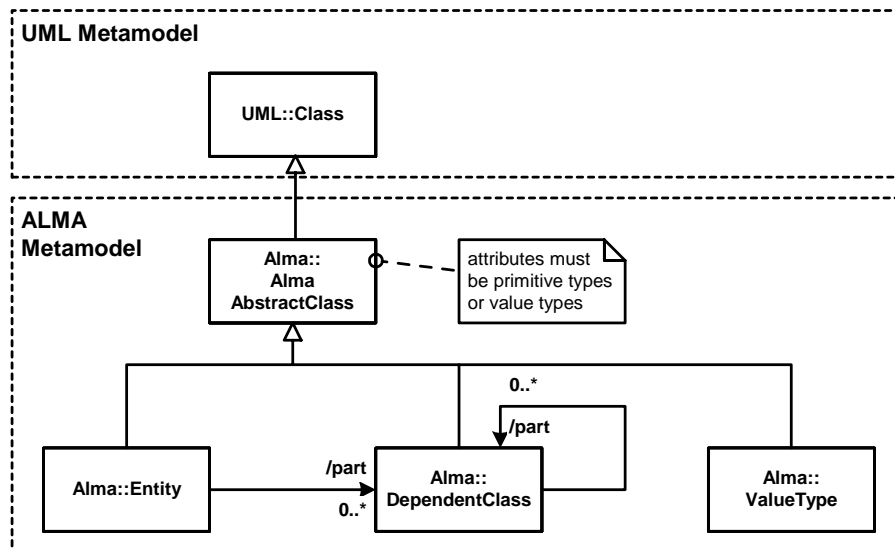 UML Metamodel
UML::Class
ALMA
Metamodel
Alma::
Alma
AbstractClass
attributes must
be primitive types
or value types
0..*
/part
Alma::Entity
/part
0..*
Alma::
DependentClass
Alma::
ValueType